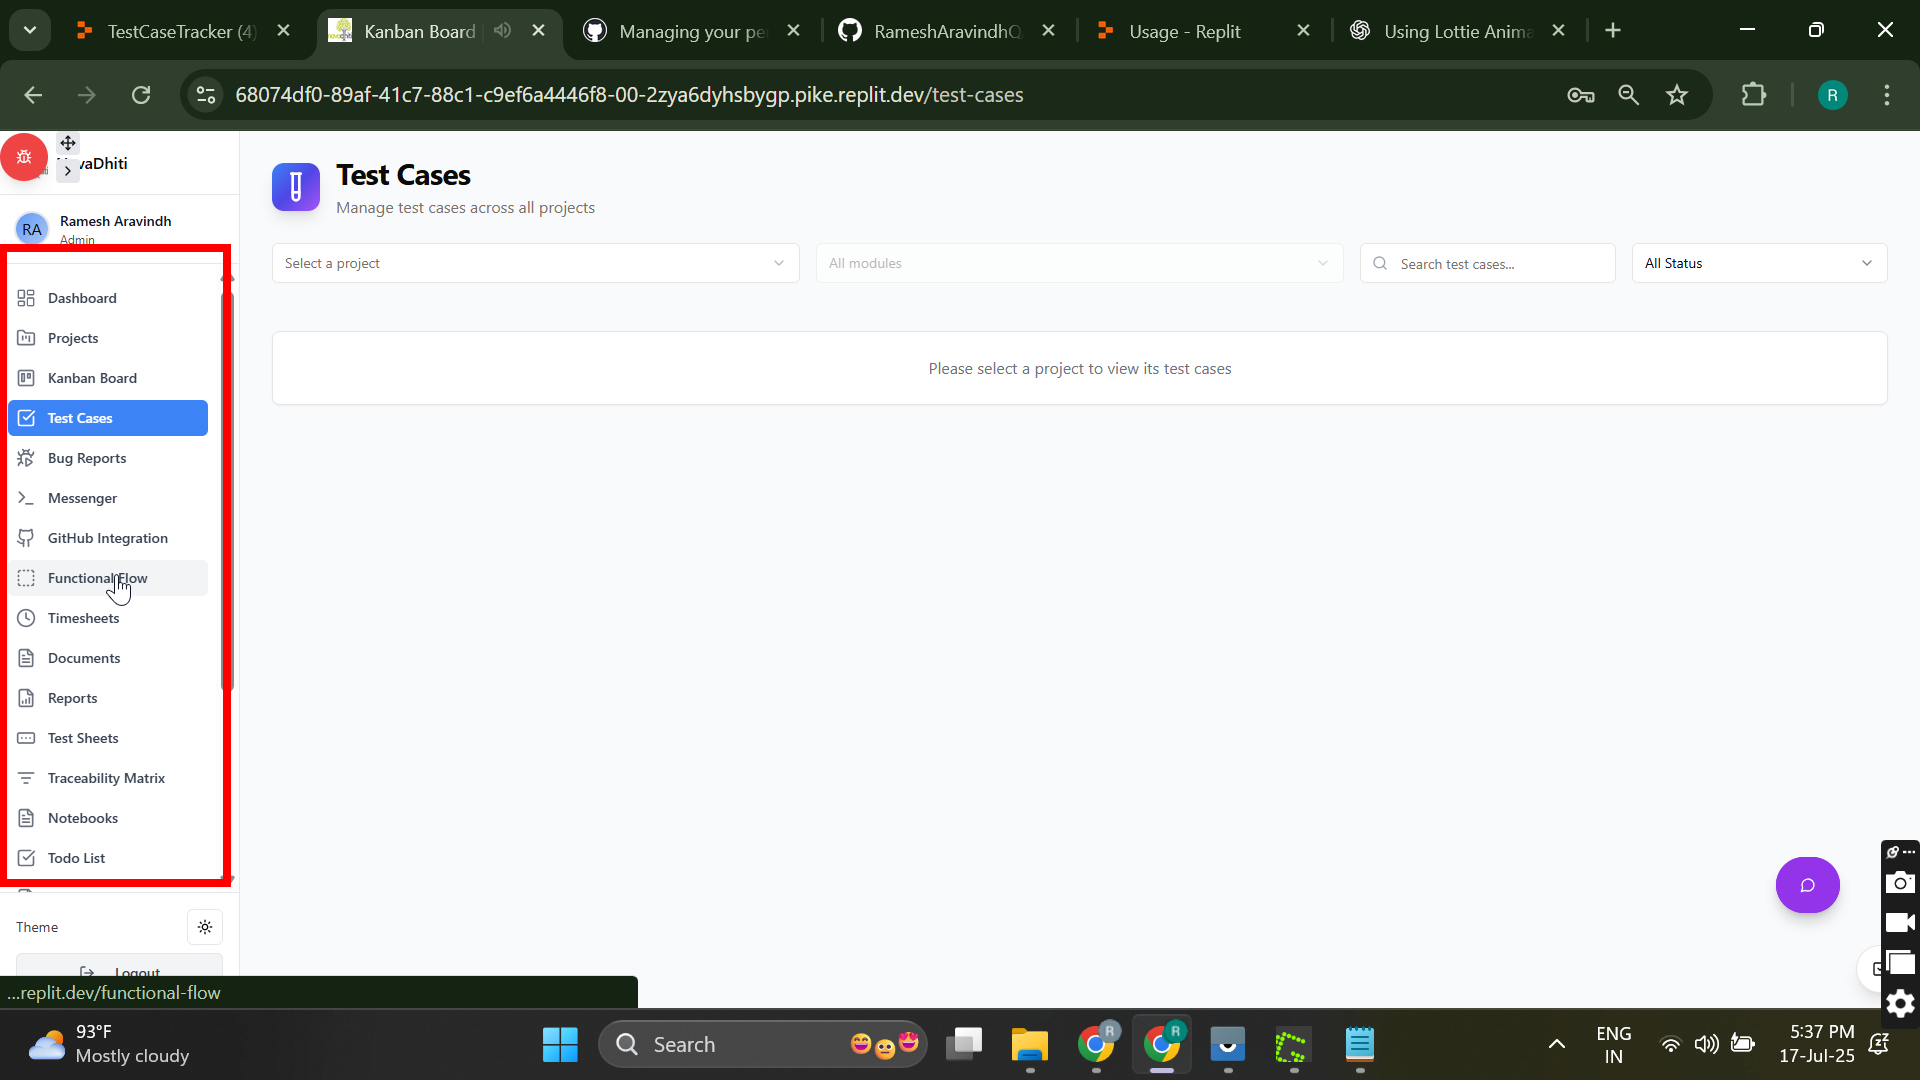 TestCaseTracker (4)
Kanban Board
Managing your pe
RameshAravindhQ
Usage - Replit
Using Lottie Anima
68074df0-89af-41c7-88c1-c9ef6a4446f8-00-2zya6dyhsbygp.pike.replit.dev/test-cases
R
vaDhiti
RA
Ramesh Aravindh
Admin
Test Cases
Manage test cases across all projects
Select a project
All modules
Search test cases...
All Status
Please select a project to view its test cases
Dashboard
Projects
Kanban Board
Test Cases
Bug Reports
Messenger
GitHub Integration
Functional Flow
Timesheets
Documents
Reports
Test Sheets
Traceability Matrix
Notebooks
Todo List
Theme
Logout
...replit.dev/functional-flow
93°F
Mostly cloudy
Search
R
R
ENG
IN
5:37 PM
17-Jul-25